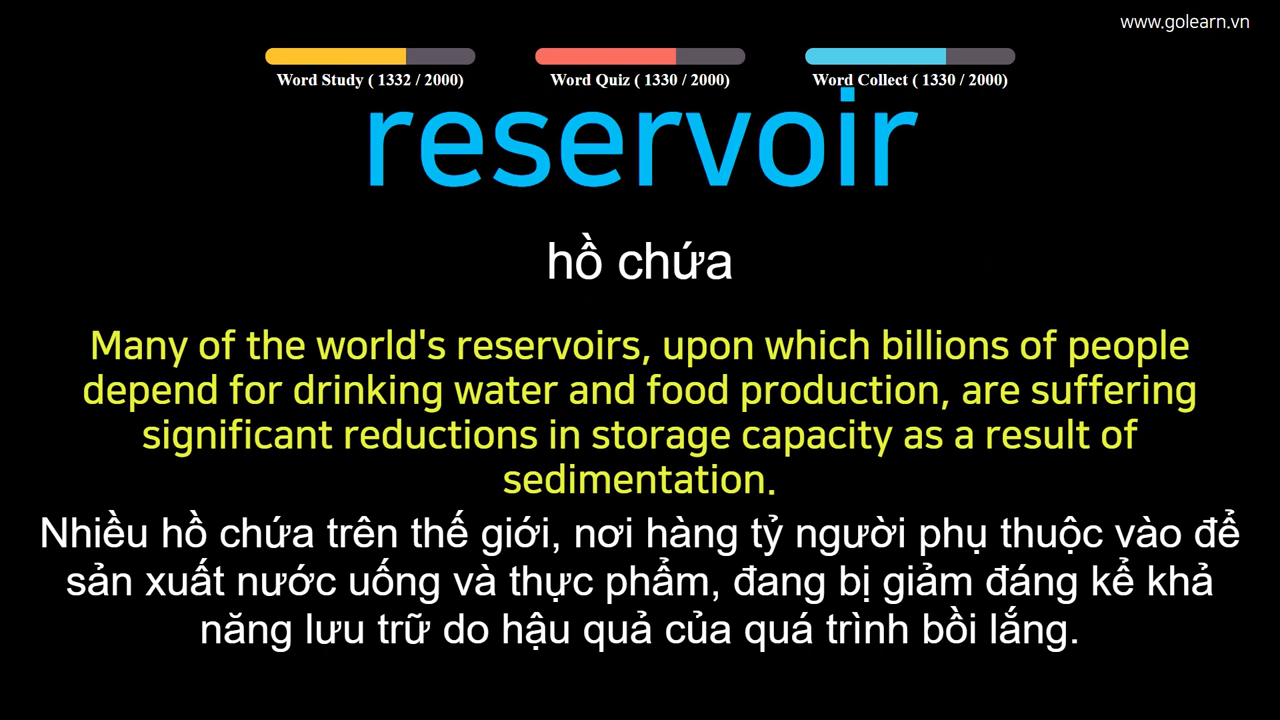 www.golearn.vn
Word Study ( 1332 / 2000)
Word Quiz ( 1330 / 2000)
Word Collect ( 1330 / 2000)
reservoir
hồ chứa
Many of the world's reservoirs, upon which billions of people
depend for drinking water and food production, are suffering
significant reductions in storage capacity as a result of
sedimentation.
Nhiều hồ chứa trên thế giới, nơi hàng tỷ người phụ thuộc vào để
sản xuất nước uống và thực phẩm, đang bị giảm đáng kể khả
năng lưu trữ do hậu quả của quá trình bồi lắng.